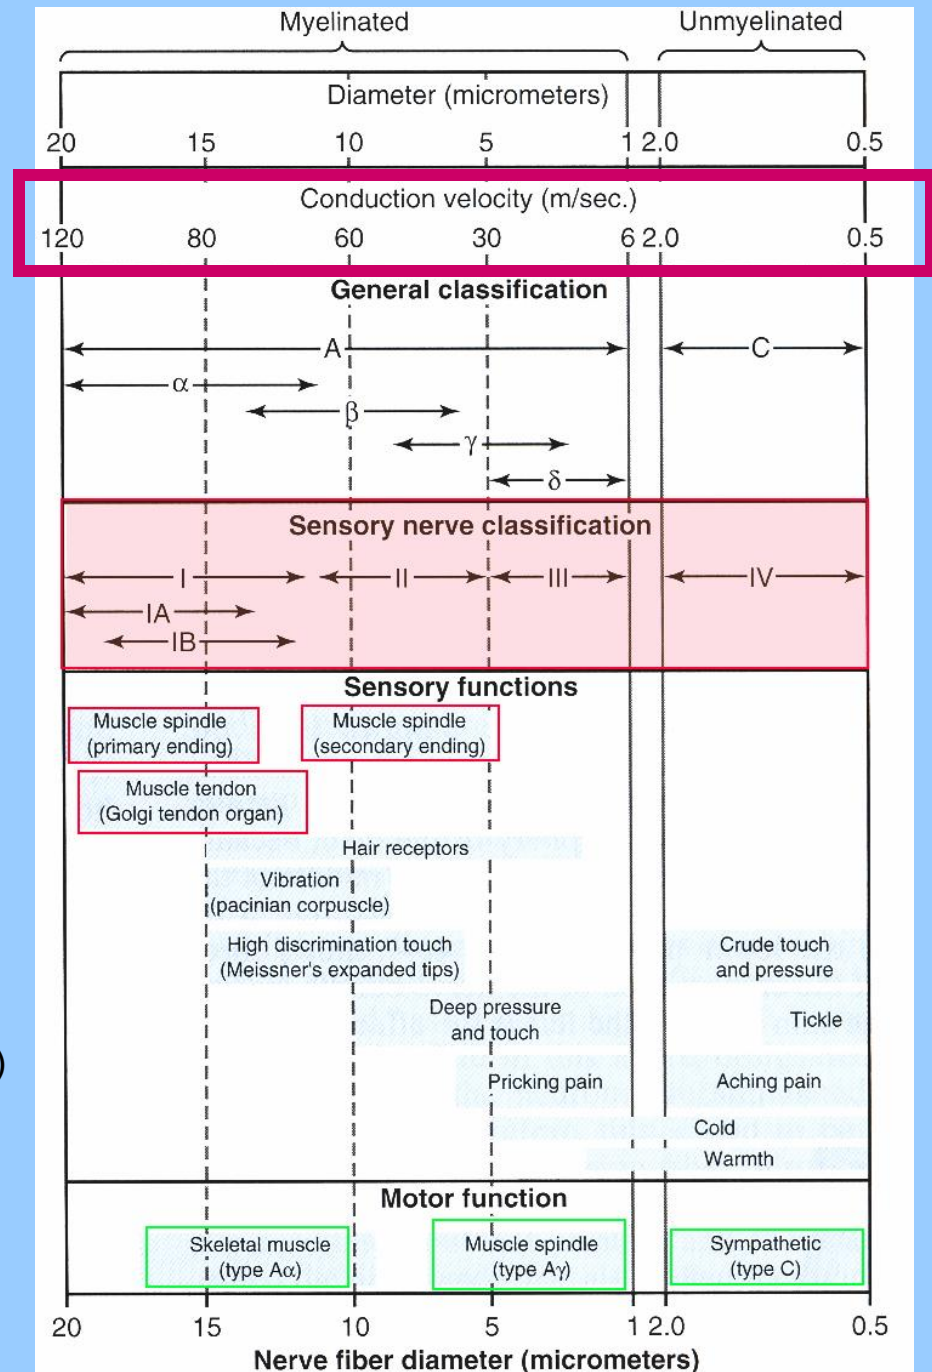 Myelinated Unmyelinated
Diameter (micrometers)
20 15 10 5 1 2.0 0.5
Conduction velocity (m/sec.)
120 80 60 30 6 2.0 0.5
General classification
A C
α
β
γ
δ
Sensory nerve classification
I II III IV
IA
IB
Sensory functions
Muscle spindle
(primary ending)
Muscle spindle
(secondary ending)
Muscle tendon
(Golgi tendon organ)
Hair receptors
Vibration
(pacinian corpuscle)
High discrimination touch
(Meissner's expanded tips)
Crude touch
and pressure
Deep pressure
and touch
Tickle
)
Pricking pain
Aching pain
Cold
Warmth
Motor function
Skeletal muscle
(type Aα)
Muscle spindle
(type Aγ)
Sympathetic
(type C)
20 15 10 5 1 2.0 0.5
Nerve fiber diameter (micrometers)